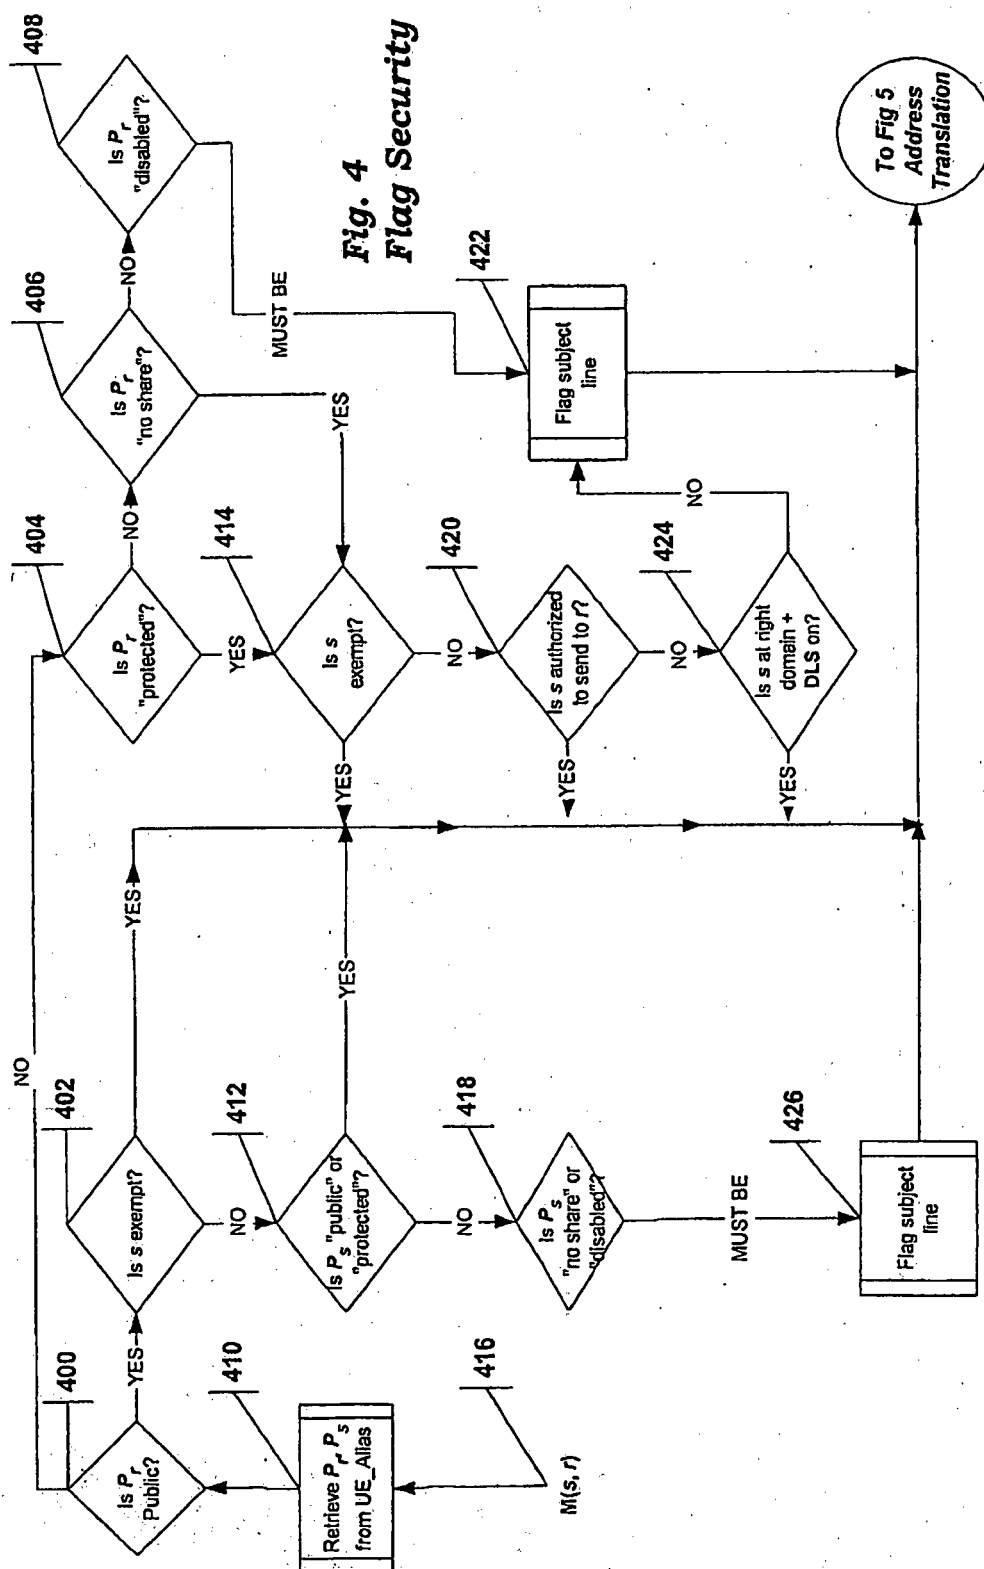 400
Is Pr
Public?
YES
NO
402
Is s exempt?
YES
NO
404
Is Pr
"protected"?
NO
YES
406
Is Pr
"no share"?
NO
YES
408
Is Pr
"disabled"?
MUST BE
410
Retrieve Pr, Ps
from UE_Alias
412
Is Ps "public" or
"protected"?
YES
NO
414
Is s
exempt?
YES
NO
Fig. 4
Flag Security
416
M(s, r)
418
Is Ps
"no share" or
"disabled"?
MUST BE
420
Is s authorized
to send to r?
YES
NO
422
Flag subject
line
424
Is s at right
domain +
DLS on?
YES
NO
426
Flag subject
line
To Fig 5
Address
Translation